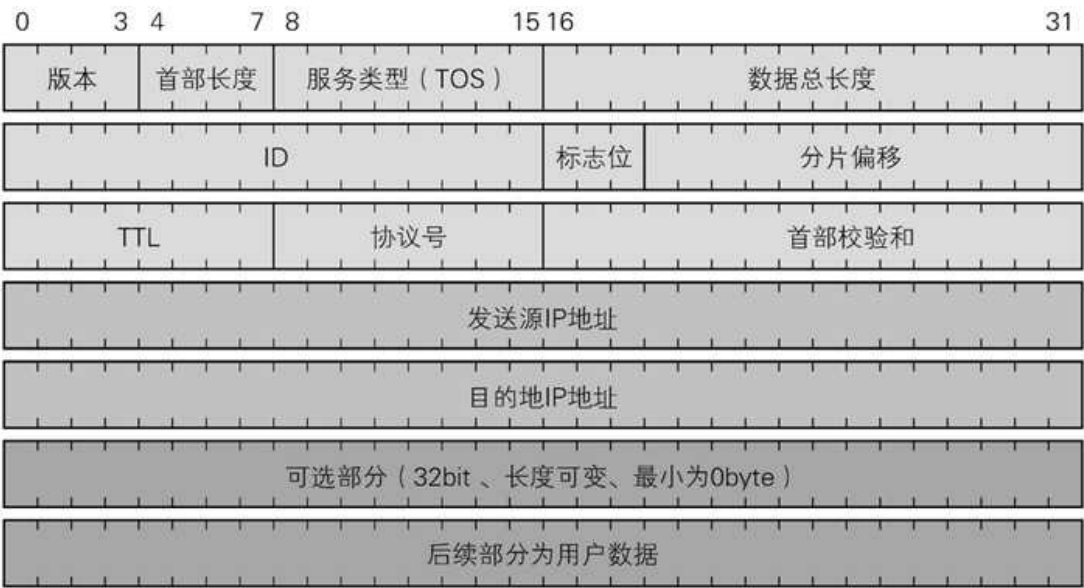 0 3 4 7 8 15 16 31
版本 首部长度 服务类型（TOS） 数据总长度
ID 标志位 分片偏移
TTL 协议号 首部校验和
发送源IP地址
目的地IP地址
可选部分（32bit 、长度可变、最小为0byte）
后续部分为用户数据